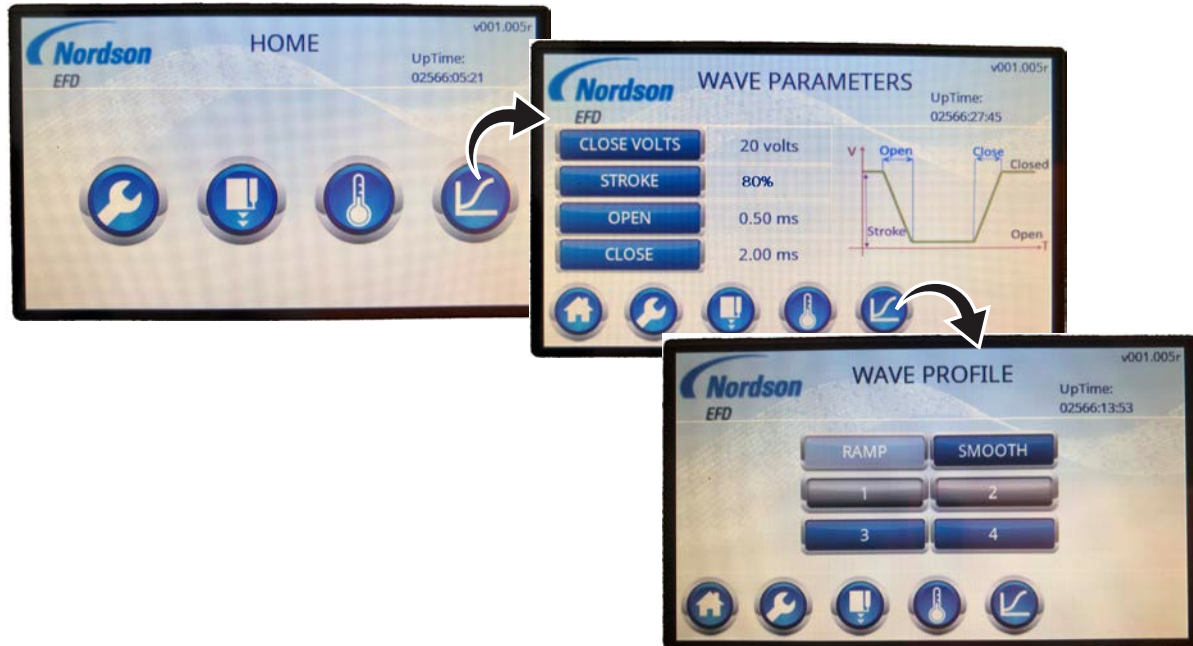 v001.005r
Nordson
EFD
HOME
UpTime:
02566:05:21
v001.005r
Nordson
EFD
WAVE PARAMETERS
UpTime:
02566:27:45
CLOSE VOLTS 20 volts
STROKE 80%
OPEN 0.50 ms
CLOSE 2.00 ms
V Open Close
Closed
Stroke
Open
T
v001.005r
Nordson
EFD
WAVE PROFILE
UpTime:
02566:13:53
RAMP SMOOTH
1 2
3 4